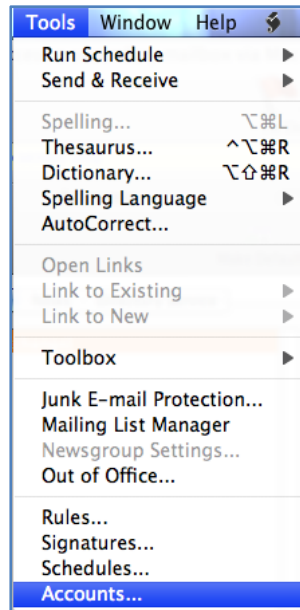 Tools Window Help
Run Schedule ▶
Send & Receive ▶
Spelling... ⌥⌘L
Thesaurus... ^⌥⌘R
Dictionary... ⌥⇧⌘R
Spelling Language ▶
AutoCorrect...
Open Links
Link to Existing ▶
Link to New ▶
Toolbox ▶
Junk E-mail Protection...
Mailing List Manager
Newsgroup Settings...
Out of Office...
Rules...
Signatures...
Schedules...
Accounts...